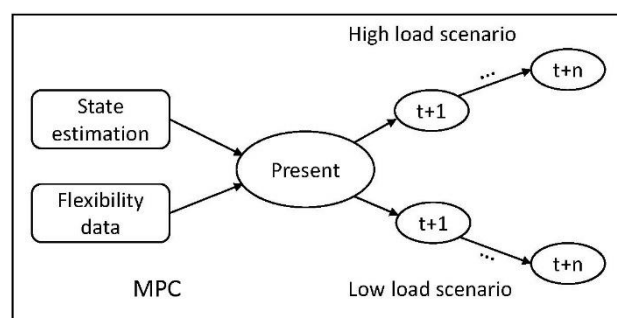 High load scenario
State
estimation
t+1
...
t+n
Present
Flexibility
data
t+1
...
t+n
MPC
Low load scenario